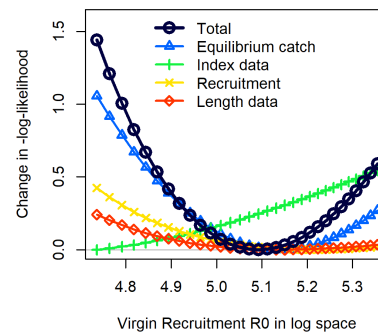 Change in -log-likelihood
1.5
1.0
0.5
0.0
Total
Equilibrium catch
Index data
Recruitment
Length data
4.8 4.9 5.0 5.1 5.2 5.3
Virgin Recruitment R0 in log space